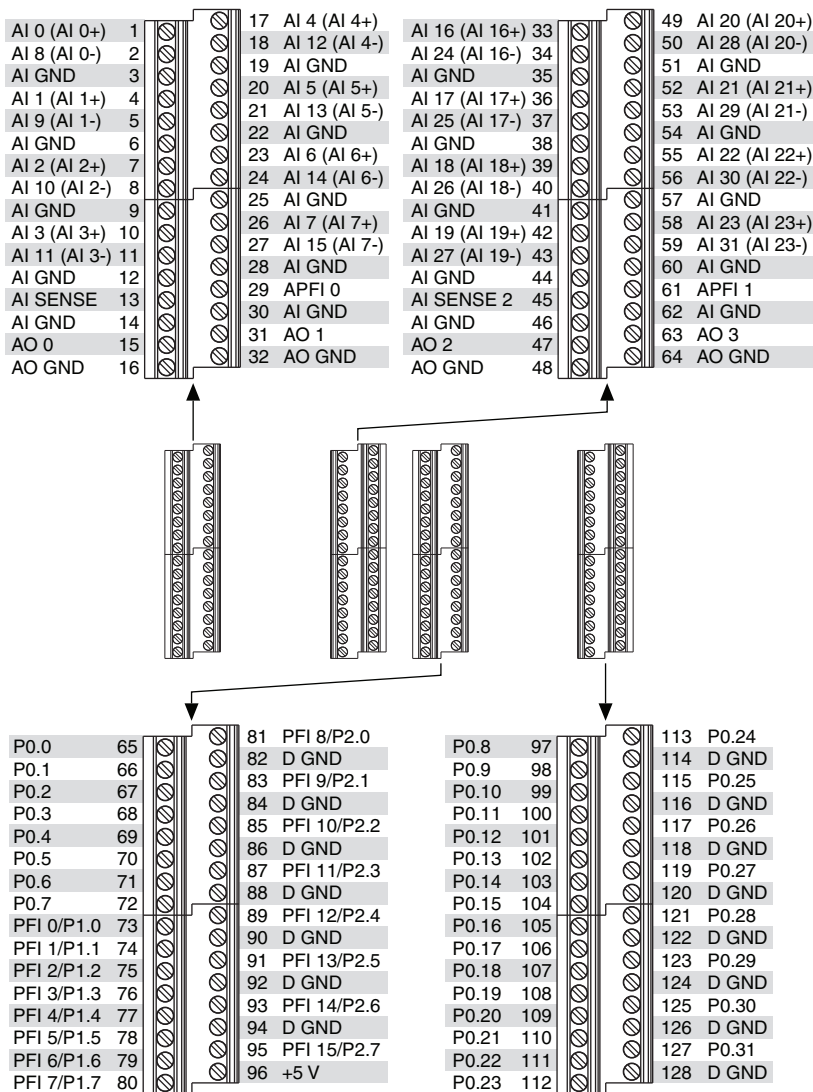 AI 0 (AI 0+) 1
AI 8 (AI 0-) 2
AI GND 3
AI 1 (AI 1+) 4
AI 9 (AI 1-) 5
AI GND 6
AI 2 (AI 2+) 7
AI 10 (AI 2-) 8
AI GND 9
AI 3 (AI 3+) 10
AI 11 (AI 3-) 11
AI GND 12
AI SENSE 13
AI GND 14
AO 0 15
AO GND 16
17 AI 4 (AI 4+)
18 AI 12 (AI 4-)
19 AI GND
20 AI 5 (AI 5+)
21 AI 13 (AI 5-)
22 AI GND
23 AI 6 (AI 6+)
24 AI 14 (AI 6-)
25 AI GND
26 AI 7 (AI 7+)
27 AI 15 (AI 7-)
28 AI GND
29 APFI 0
30 AI GND
31 AO 1
32 AO GND
AI 16 (AI 16+) 33
AI 24 (AI 16-) 34
AI GND 35
AI 17 (AI 17+) 36
AI 25 (AI 17-) 37
AI GND 38
AI 18 (AI 18+) 39
AI 26 (AI 18-) 40
AI GND 41
AI 19 (AI 19+) 42
AI 27 (AI 19-) 43
AI GND 44
AI SENSE 2 45
AI GND 46
AO 2 47
AO GND 48
49 AI 20 (AI 20+)
50 AI 28 (AI 20-)
51 AI GND
52 AI 21 (AI 21+)
53 AI 29 (AI 21-)
54 AI GND
55 AI 22 (AI 22+)
56 AI 30 (AI 22-)
57 AI GND
58 AI 23 (AI 23+)
59 AI 31 (AI 23-)
60 AI GND
61 APFI 1
62 AI GND
63 AO 3
64 AO GND
P0.0 65
P0.1 66
P0.2 67
P0.3 68
P0.4 69
P0.5 70
P0.6 71
P0.7 72
PFI 0/P1.0 73
PFI 1/P1.1 74
PFI 2/P1.2 75
PFI 3/P1.3 76
PFI 4/P1.4 77
PFI 5/P1.5 78
PFI 6/P1.6 79
PFI 7/P1.7 80
81 PFI 8/P2.0
82 D GND
83 PFI 9/P2.1
84 D GND
85 PFI 10/P2.2
86 D GND
87 PFI 11/P2.3
88 D GND
89 PFI 12/P2.4
90 D GND
91 PFI 13/P2.5
92 D GND
93 PFI 14/P2.6
94 D GND
95 PFI 15/P2.7
96 +5 V
P0.8 97
P0.9 98
P0.10 99
P0.11 100
P0.12 101
P0.13 102
P0.14 103
P0.15 104
P0.16 105
P0.17 106
P0.18 107
P0.19 108
P0.20 109
P0.21 110
P0.22 111
P0.23 112
113 P0.24
114 D GND
115 P0.25
116 D GND
117 P0.26
118 D GND
119 P0.27
120 D GND
121 P0.28
122 D GND
123 P0.29
124 D GND
125 P0.30
126 D GND
127 P0.31
128 D GND